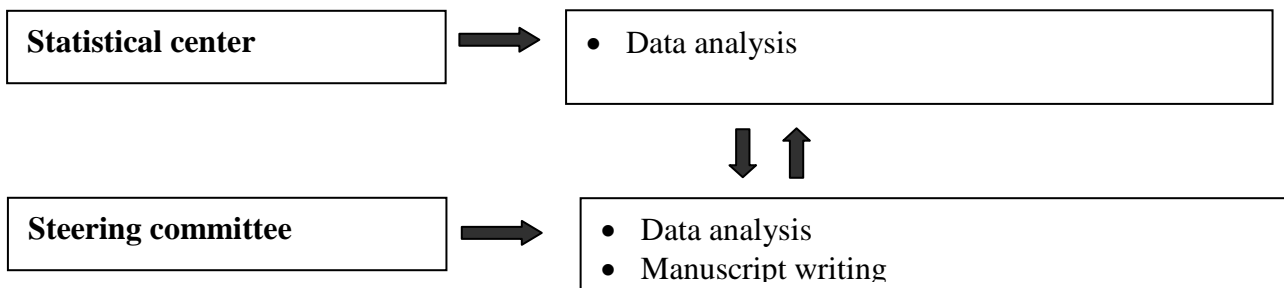 Statistical center
• Data analysis
Steering committee
• Data analysis
• Manuscript writing